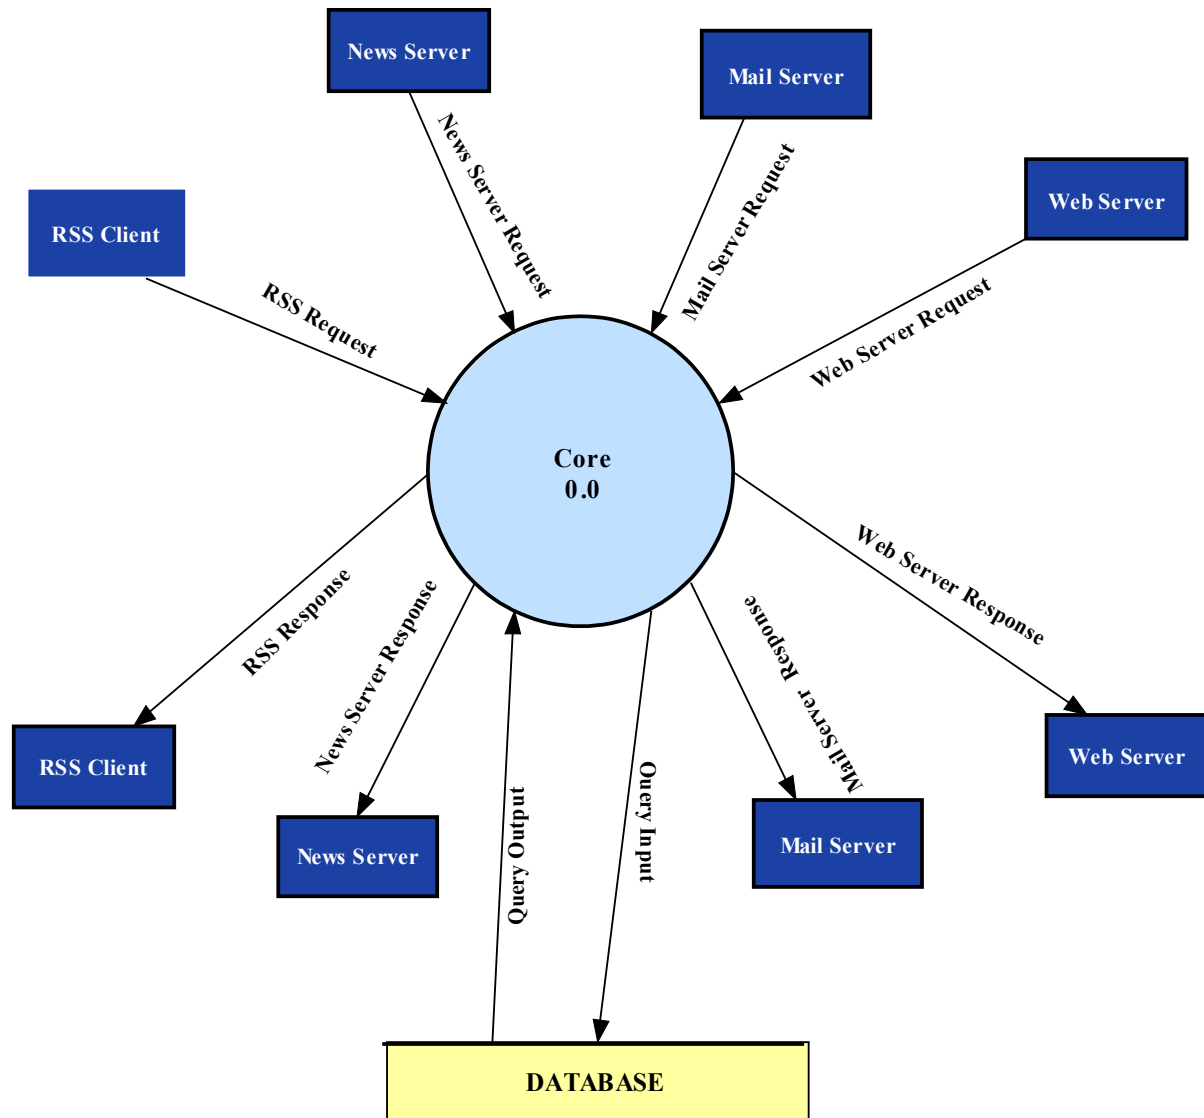 News Server
Mail Server
Web Server
RSS Client
News Server Request
Mail Server Request
RSS Request
Web Server Request
Core
0.0
RSS Response
News Server Response
Mail Server Response
Web Server Response
RSS Client
News Server
Query Output
Query Input
Mail Server
Web Server
DATABASE